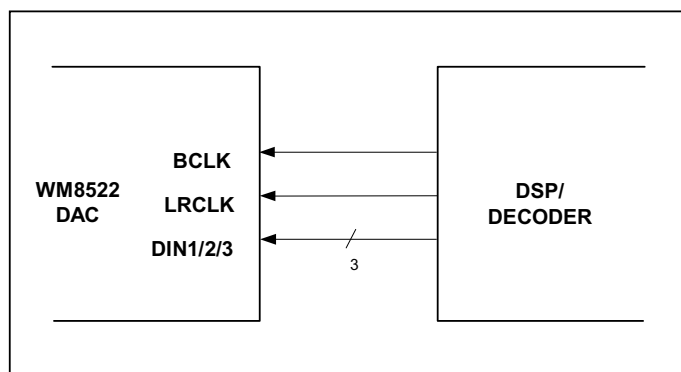 BCLK
WM8522
DAC
LRCLK
DIN1/2/3
3
DSP/
DECODER